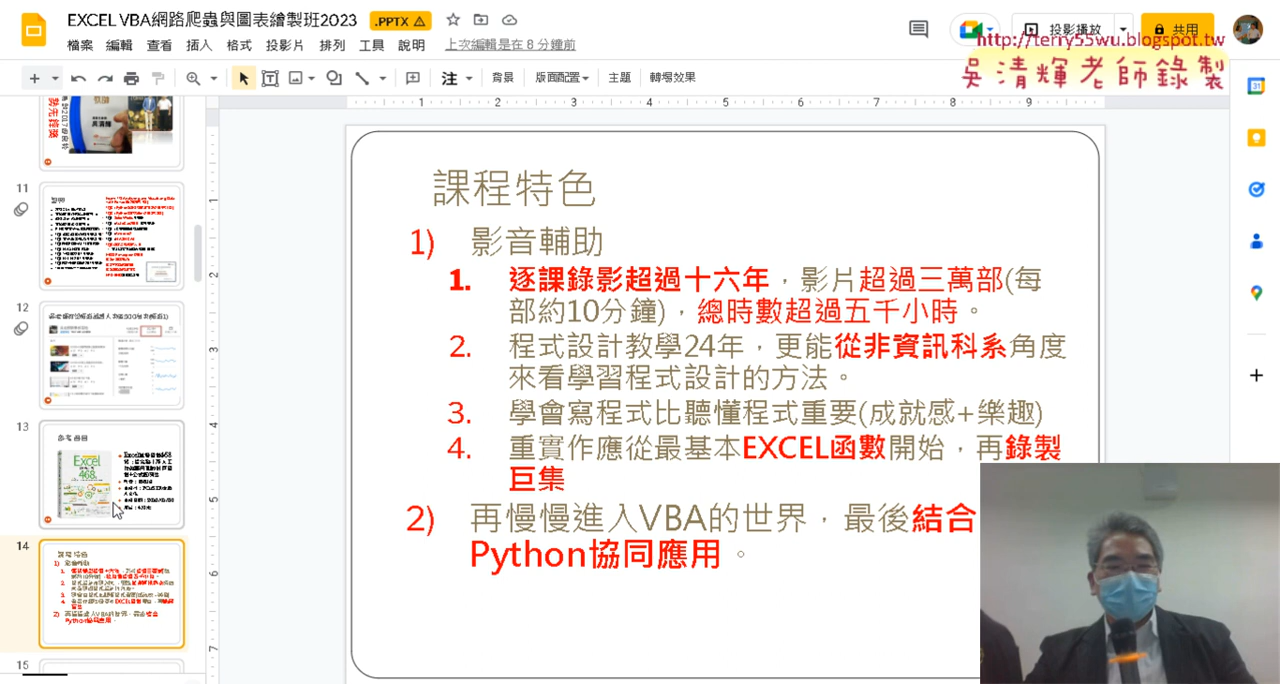 EXCEL VBA網路爬蟲與圖表繪製班2023
.PPTX
檔案 編輯 查看 插入 格式 投影片 排列 工具 說明 上次編輯是在 8 分鐘前
投影播放
共用
http://terry55wu.blogspot.tw
吳清輝老師錄製
注 背景 版面配置 主題 轉場效果
1 2 3 4 5 6 7 8 9
11
12
13
14
15
課程特色
1) 影音輔助
1. 逐課錄影超過十六年，影片超過三萬部(每
部約10分鐘)，總時數超過五千小時。
2. 程式設計教學24年，更能從非資訊科系角度
來看學習程式設計的方法。
3. 學會寫程式比聽懂程式重要(成就感+樂趣)
4. 重實作應從最基本EXCEL函數開始，再錄製
巨集
2) 再慢慢進入VBA的世界，最後結合
Python協同應用。